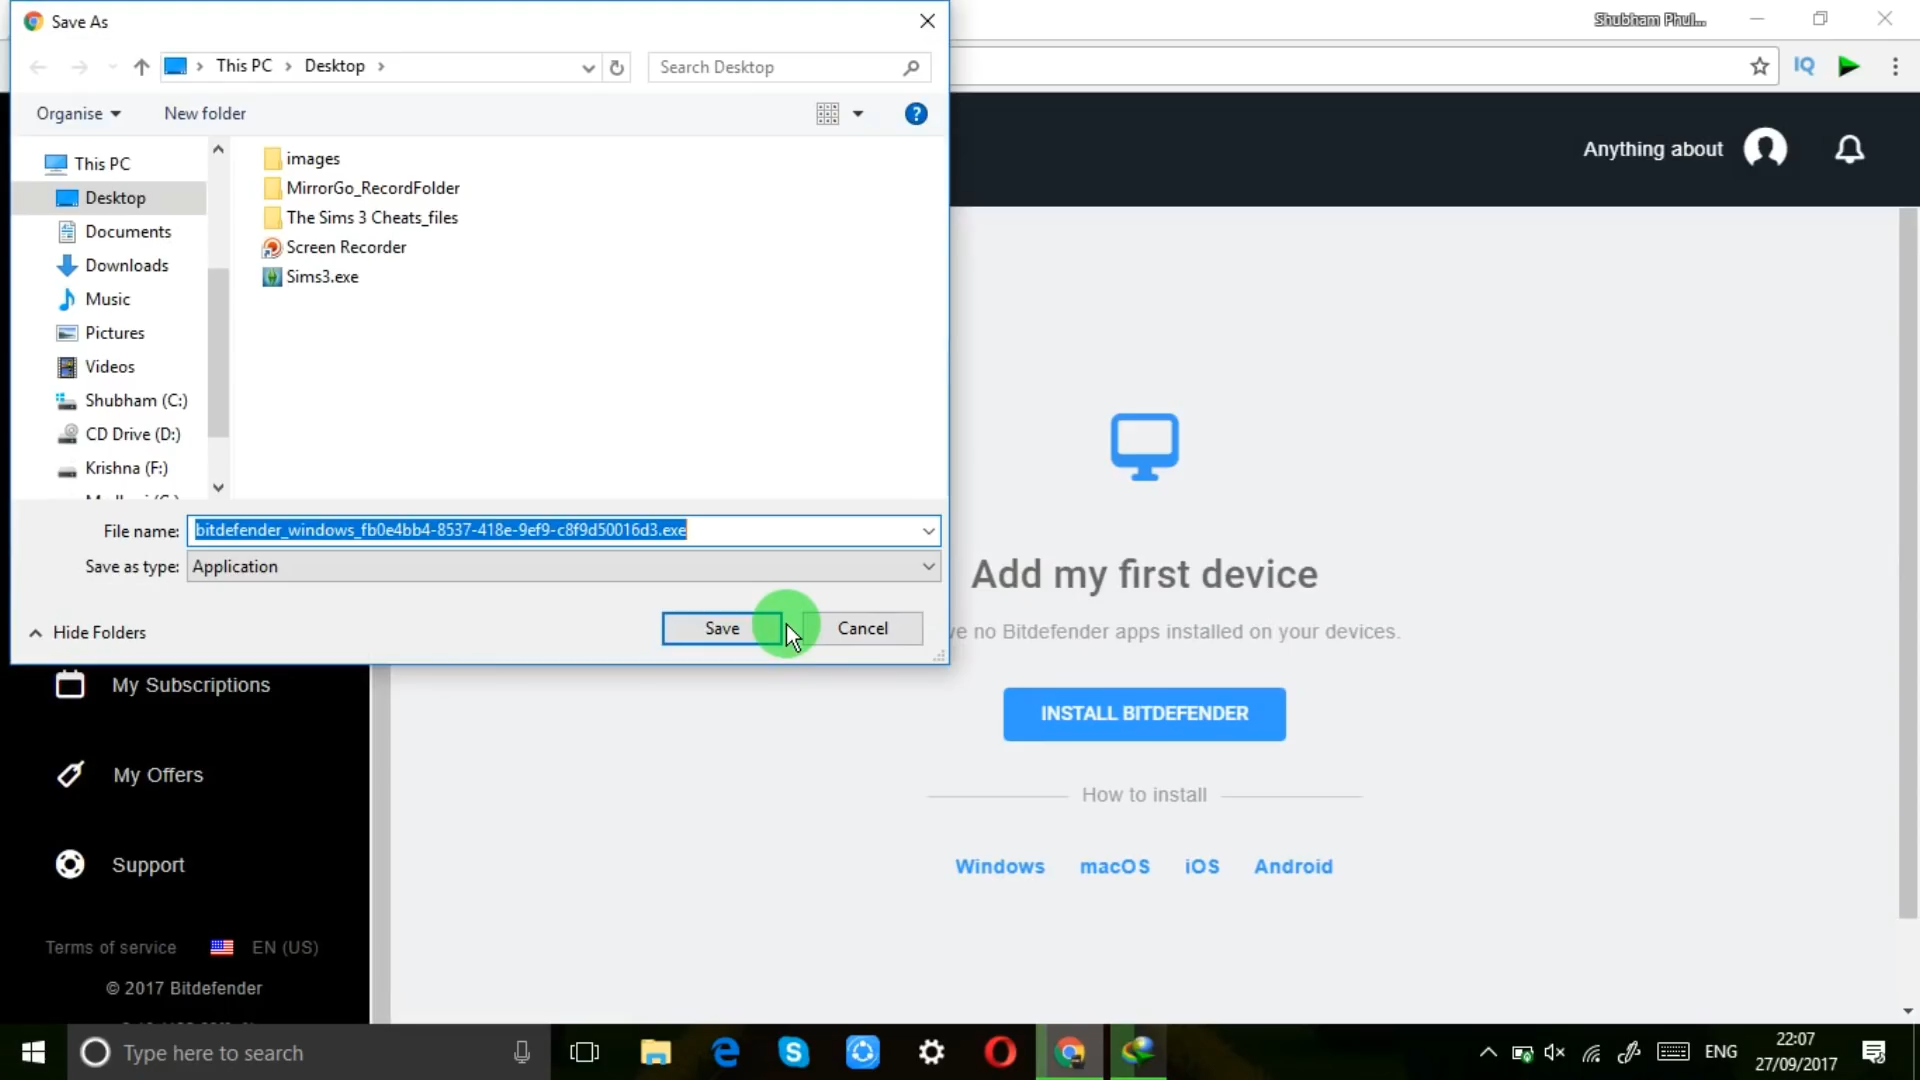 Save As
Shubham Phul...
This PC
Desktop
Search Desktop
IQ
Organise
New folder
?
This PC
Desktop
Documents
Downloads
Music
Pictures
Videos
Shubham (C:)
CD Drive (D:)
Krishna (F:)
images
MirrorGo_RecordFolder
The Sims 3 Cheats_files
Screen Recorder
Sims3.exe
Anything about
File name: bitdefender_windows_fb0e4bb4-8537-418e-9ef9-c8f9d50016d3.exe
Save as type: Application
Hide Folders
Save
Cancel
Add my first device
no Bitdefender apps installed on your devices.
INSTALL BITDEFENDER
How to install
Windows macOS iOS Android
My Subscriptions
My Offers
Support
Terms of service EN (US)
© 2017 Bitdefender
Type here to search
ENG
22:07
27/09/2017